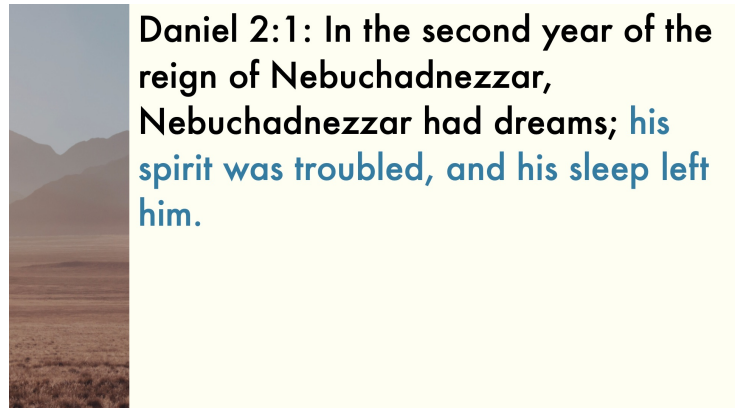 Daniel 2:1: In the second year of the
reign of Nebuchadnezzar,
Nebuchadnezzar had dreams; his
spirit was troubled, and his sleep left
him.